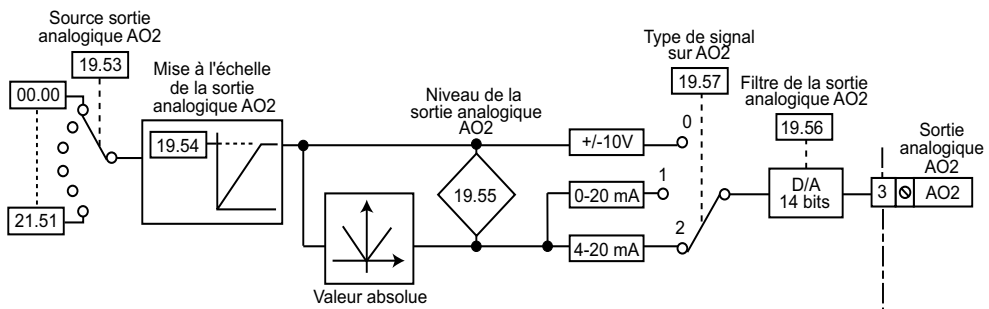 Source sortie
analogique AO2
19.53
00.00
21.51
Mise à l'échelle
de la sortie
analogique AO2
19.54
Valeur absolue
Niveau de la
sortie analogique
AO2
19.55
+/-10V
0-20 mA
4-20 mA
0
1
2
Type de signal
sur AO2
19.57
Filtre de la sortie
analogique AO2
19.56
D/A
14 bits
Sortie
analogique
AO2
3 AO2